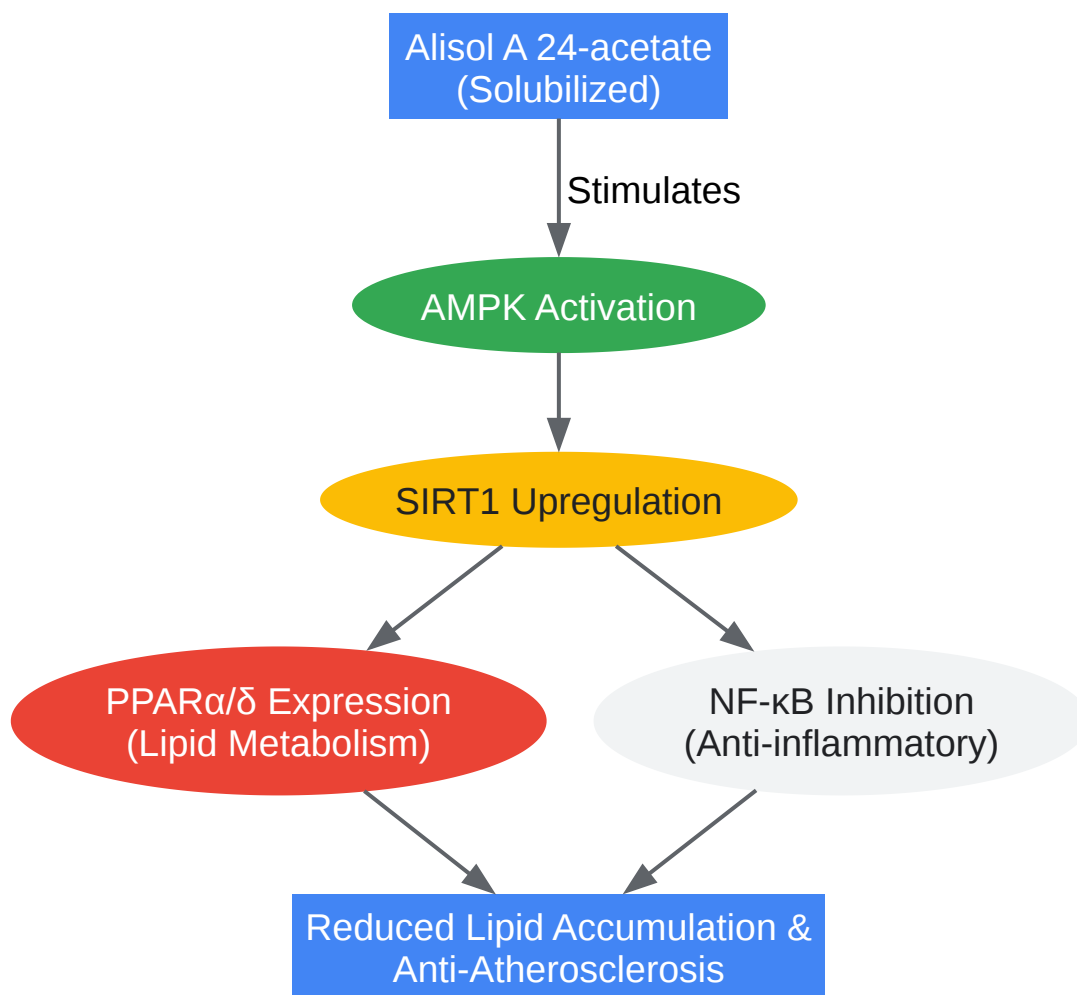 Alisol A 24-acetate
(Solubilized)
Stimulates
AMPK Activation
SIRT1 Upregulation
PPARα/δ Expression
(Lipid Metabolism)
NF-κB Inhibition
(Anti-inflammatory)
Reduced Lipid Accumulation &
Anti-Atherosclerosis